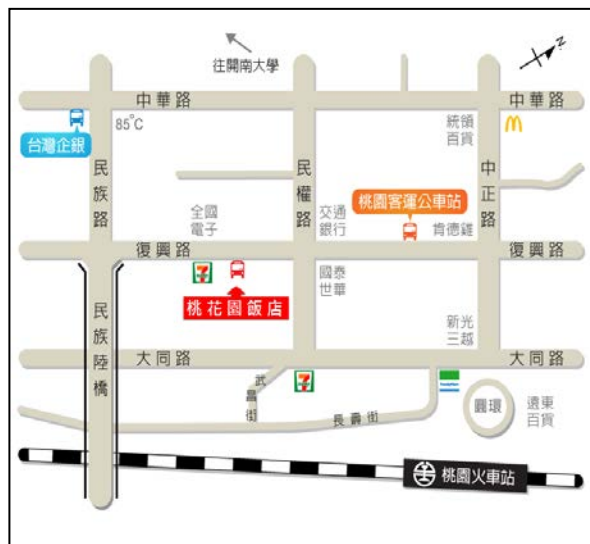 往開南大學
N
中華路
中華路
台灣企銀
85°C
統領
百貨
民族路
民權路
中正路
全國
電子
交通
銀行
桃園客運公車站
肯德雞
復興路
復興路
7
ELEVEN
桃花園飯店
國泰
世華
民族陸橋
新光
三越
大同路
大同路
武昌街
7
ELEVEN
長壽街
圓環
遠東
百貨
桃園火車站